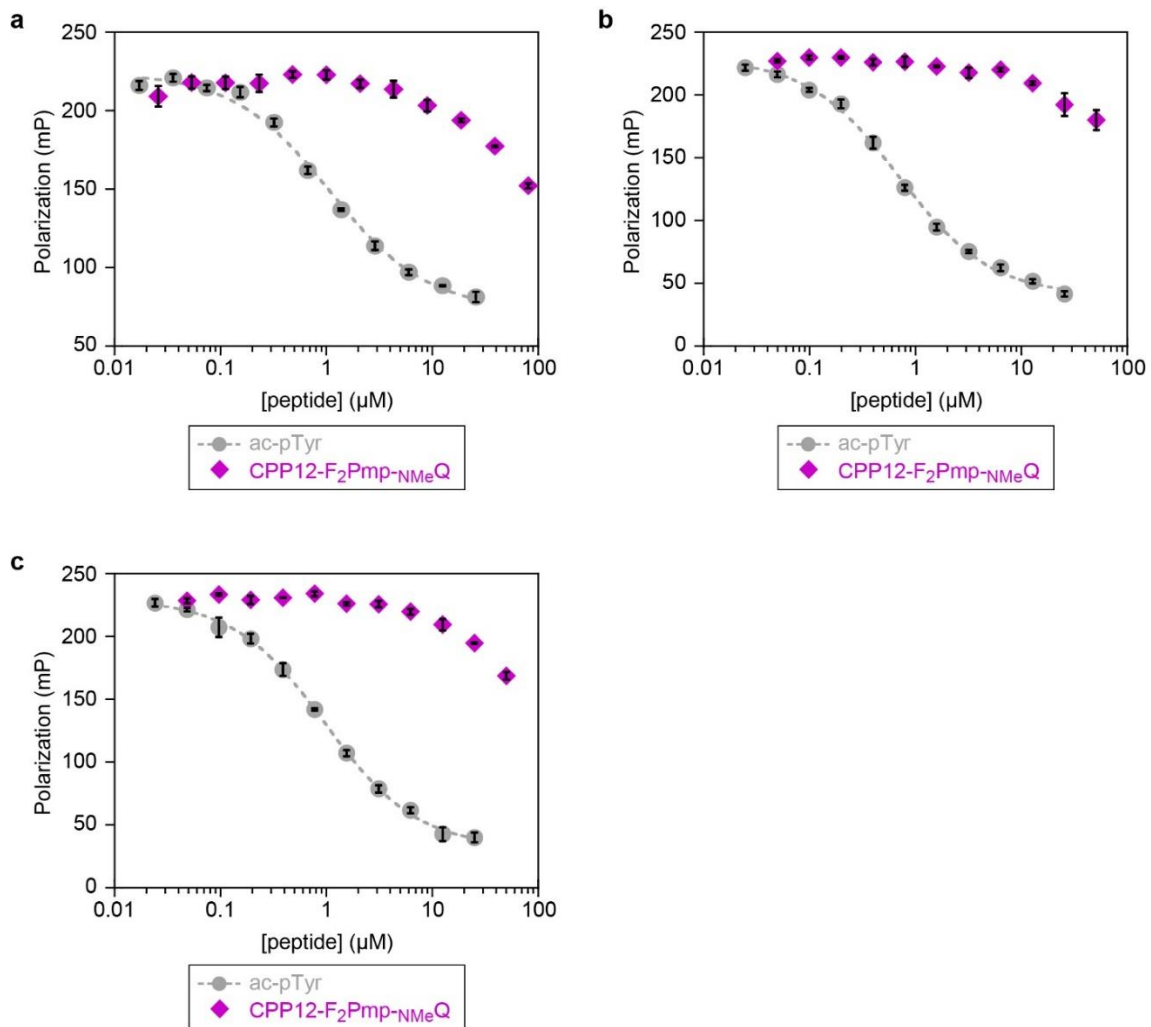 a
250
200
150
100
50
Polarization (mP)
0.01 0.1 1 10 100
[peptide] (µM)
ac-pTyr
CPP12-F2Pmp-NMeQ
b
250
200
150
100
50
0
Polarization (mP)
0.01 0.1 1 10 100
[peptide] (µM)
ac-pTyr
CPP12-F2Pmp-NMeQ
c
250
200
150
100
50
0
Polarization (mP)
0.01 0.1 1 10 100
[peptide] (µM)
ac-pTyr
CPP12-F2Pmp-NMeQ